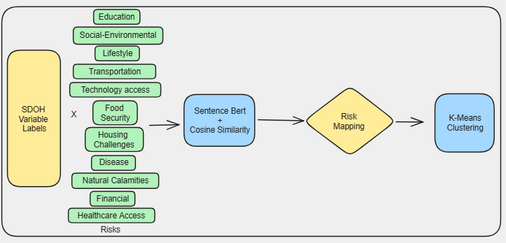 SDOH
Variable
Labels
X
Education
Social-Environmental
Lifestyle
Transportation
Technology access
Food
Security
Housing
Challenges
Disease
Natural Calamities
Financial
Healthcare Access
Risks
Sentence Bert
+
Cosine Similarity
Risk
Mapping
K-Means
Clustering